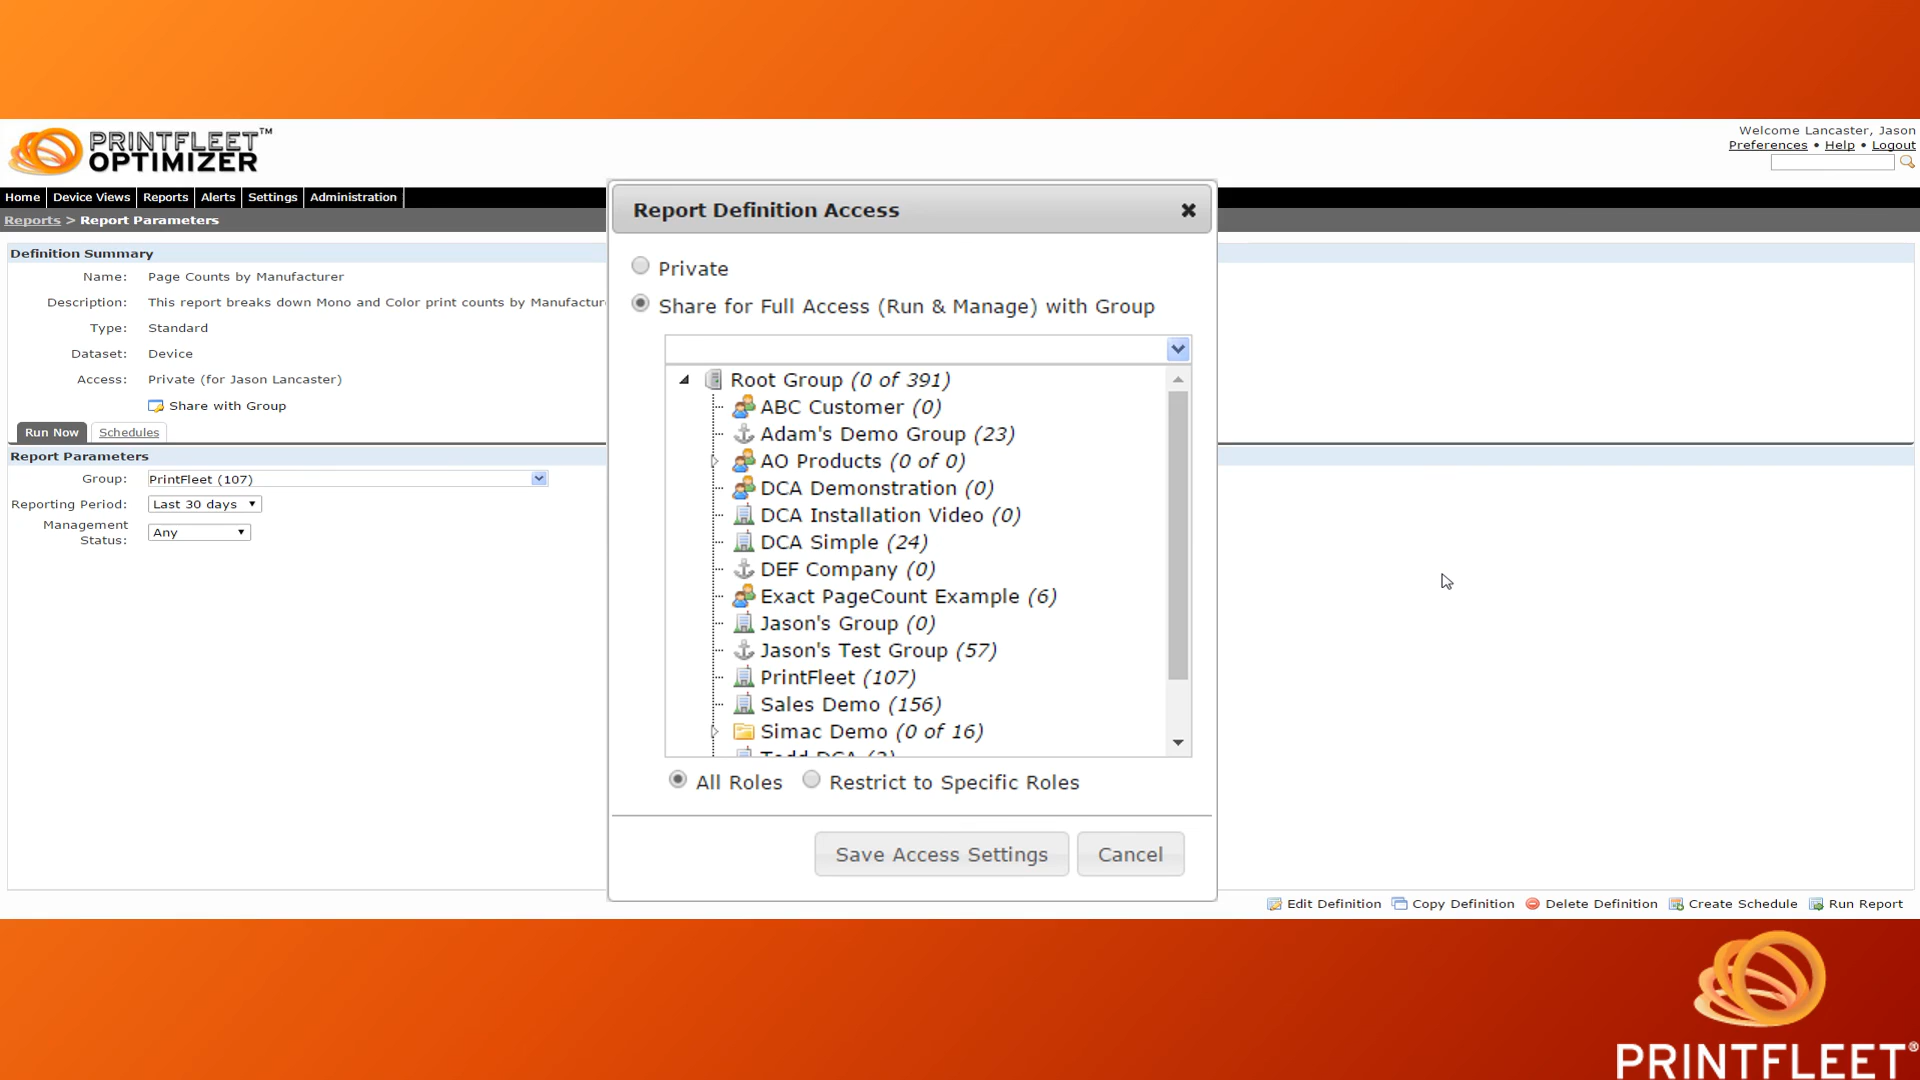 PRINTFLEET™
OPTIMIZER
Welcome Lancaster, Jason
Preferences • Help • Logout
Home Device Views Reports Alerts Settings Administration
Reports > Report Parameters
Definition Summary
Name: Page Counts by Manufacturer
Description: This report breaks down Mono and Color print counts by Manufacture
Type: Standard
Dataset: Device
Access: Private (for Jason Lancaster)
Share with Group
Run Now Schedules
Report Parameters
Group: PrintFleet (107)
Reporting Period: Last 30 days
Management
Status: Any
Report Definition Access
Private
Share for Full Access (Run & Manage) with Group
Root Group (0 of 391)
ABC Customer (0)
Adam's Demo Group (23)
AO Products (0 of 0)
DCA Demonstration (0)
DCA Installation Video (0)
DCA Simple (24)
DEF Company (0)
Exact PageCount Example (6)
Jason's Group (0)
Jason's Test Group (57)
PrintFleet (107)
Sales Demo (156)
Simac Demo (0 of 16)
All Roles Restrict to Specific Roles
Save Access Settings Cancel
Edit Definition Copy Definition Delete Definition Create Schedule Run Report
PRINTFLEET®